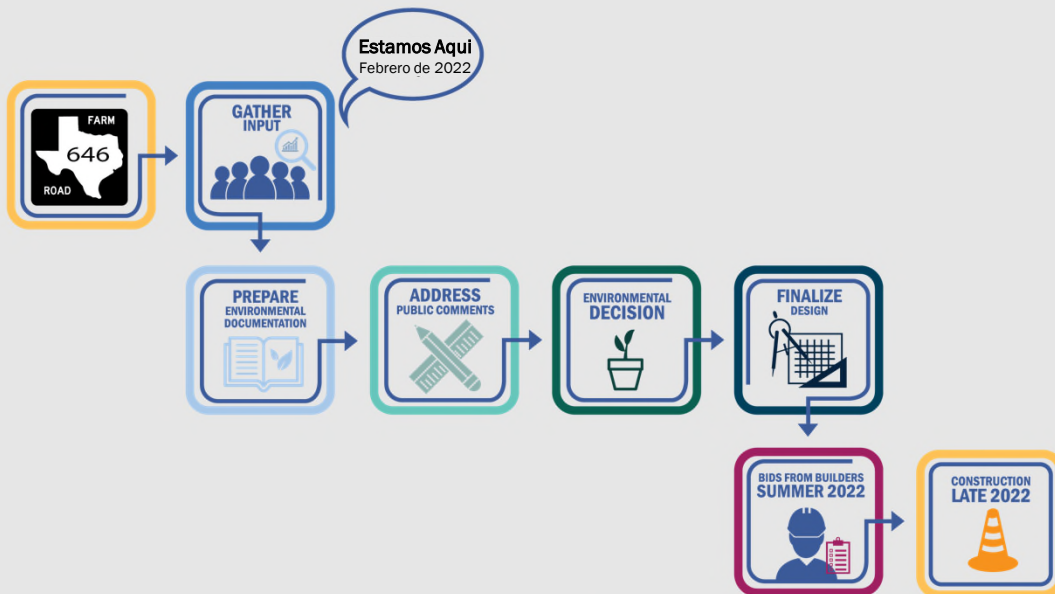 Estamos Aqui
Febrero de 2022
FARM
646
ROAD
GATHER
INPUT
PREPARE
ENVIRONMENTAL
DOCUMENTATION
ADDRESS
PUBLIC COMMENTS
ENVIRONMENTAL
DECISION
FINALIZE
DESIGN
BIDS FROM BUILDERS
SUMMER 2022
CONSTRUCTION
LATE 2022